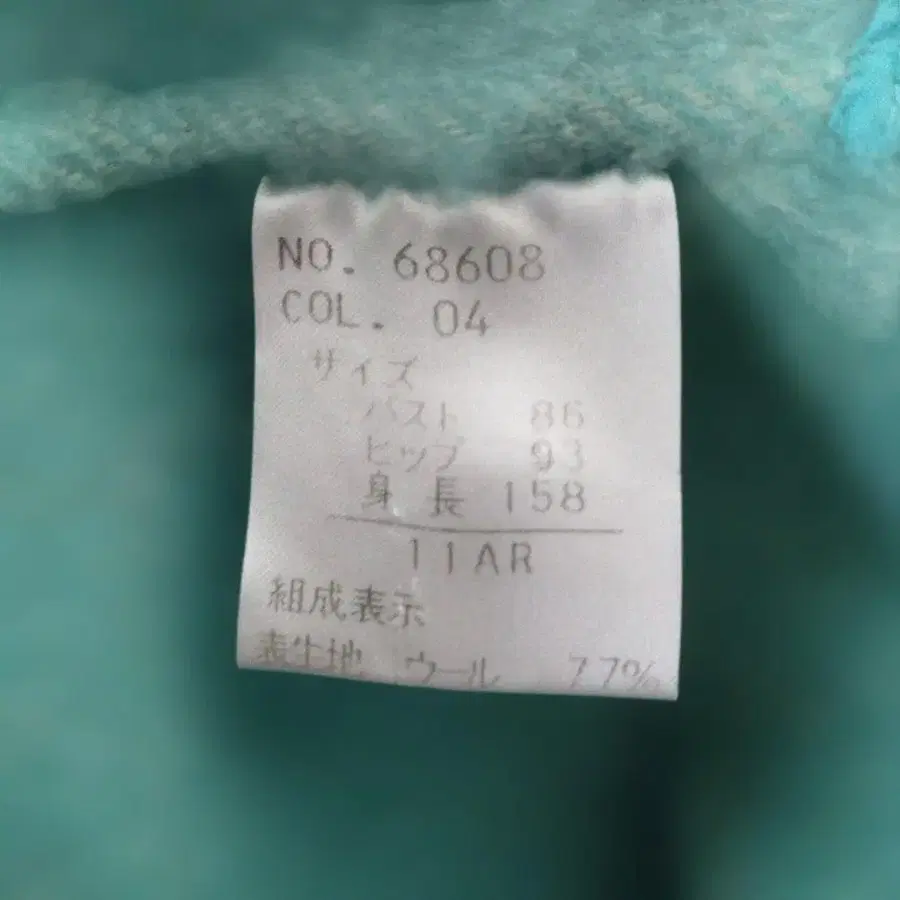 NO. 68608
COL. 04
サイズ
バスト 86
ヒップ 93
身 長 158
11AR
組成表示
表生地 ウール 77%